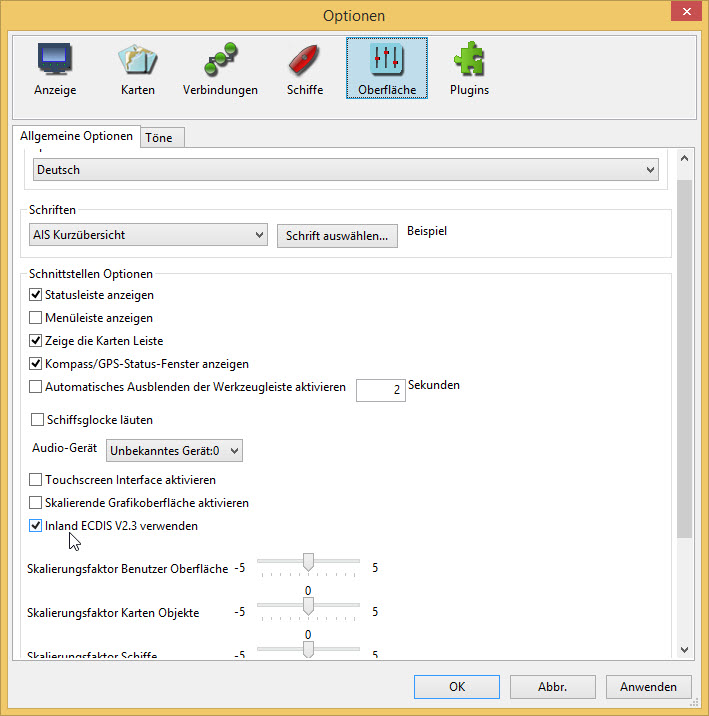 Optionen
Anzeige
Karten
Verbindungen
Schiffe
Oberfläche
Plugins
Allgemeine Optionen
Töne
Deutsch
Schriften
AIS Kurzübersicht
Schrift auswählen...
Beispiel
Schnittstellen Optionen
Statusleiste anzeigen
Menüleiste anzeigen
Zeige die Karten Leiste
Kompass/GPS-Status-Fenster anzeigen
Automatisches Ausblenden der Werkzeugleiste aktivieren 2 Sekunden
Schiffsglocke läuten
Audio-Gerät Unbekanntes Gerät:0
Touchscreen Interface aktivieren
Skalierende Grafikoberfläche aktivieren
Inland ECDIS V2.3 verwenden
Skalierungsfaktor Benutzer Oberfläche -5 5
0
Skalierungsfaktor Karten Objekte -5 5
0
Skalierungsfaktor Schiffe -5 5
OK
Abbr.
Anwenden